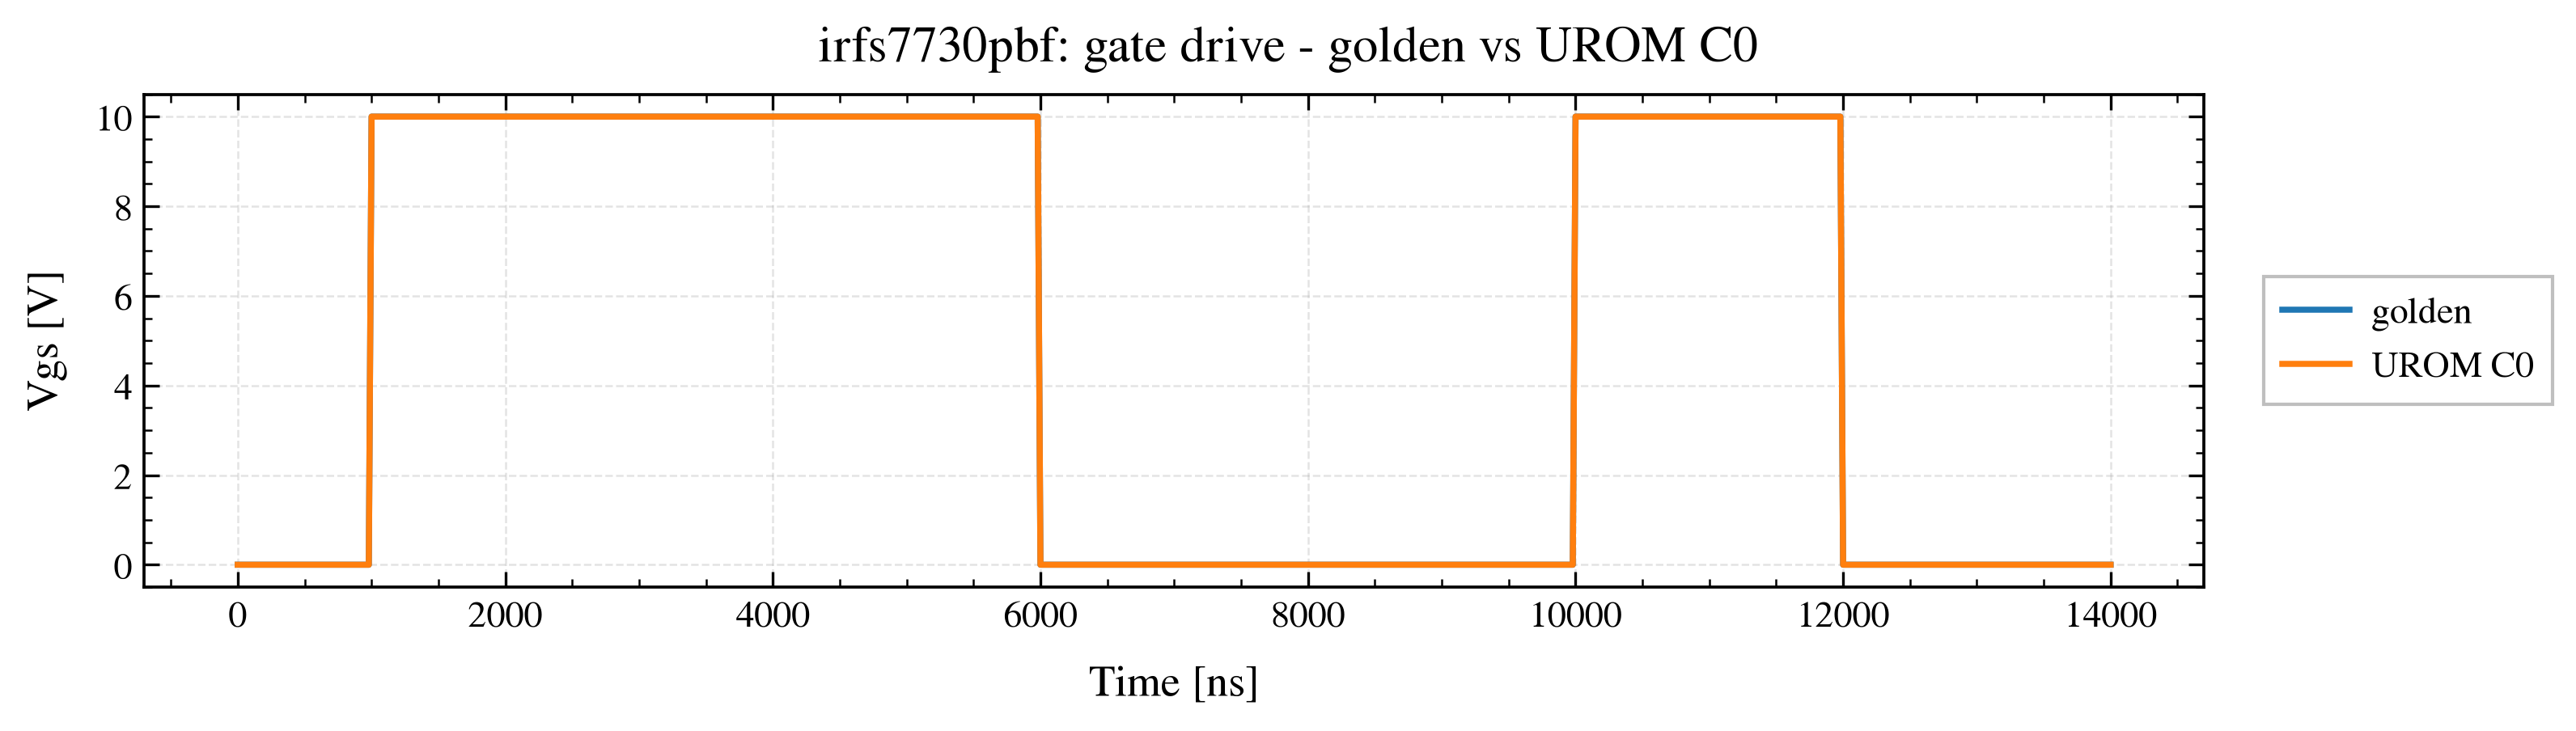 irfs7730pbf: gate drive - golden vs UROM C0
Vgs [V]
10
8
6
4
2
0
0 2000 4000 6000 8000 10000 12000 14000
Time [ns]
golden
UROM C0